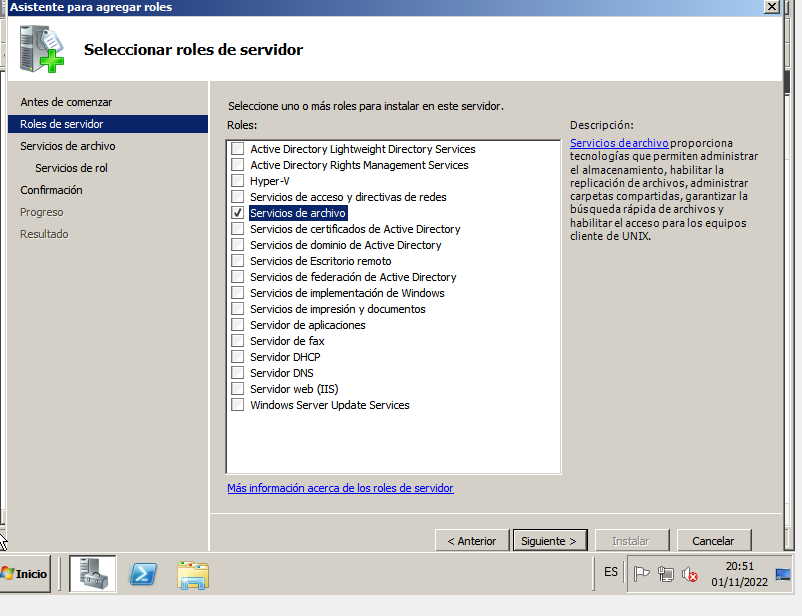 Asistente para agregar roles
Seleccionar roles de servidor
Antes de comenzar
Roles de servidor
Servicios de archivo
Servicios de rol
Confirmación
Progreso
Resultado
Seleccione uno o más roles para instalar en este servidor.
Roles:
Active Directory Lightweight Directory Services
Active Directory Rights Management Services
Hyper-V
Servicios de acceso y directivas de redes
Servicios de archivo
Servicios de certificados de Active Directory
Servicios de dominio de Active Directory
Servicios de Escritorio remoto
Servicios de federación de Active Directory
Servicios de implementación de Windows
Servicios de impresión y documentos
Servidor de aplicaciones
Servidor de fax
Servidor DHCP
Servidor DNS
Servidor web (IIS)
Windows Server Update Services
Más información acerca de los roles de servidor
Descripción:
Servicios de archivo proporciona
tecnologías que permiten administrar
el almacenamiento, habilitar la
replicación de archivos, administrar
carpetas compartidas, garantizar la
búsqueda rápida de archivos y
habilitar el acceso para los equipos
cliente de UNIX.
< Anterior
Siguiente >
Instalar
Cancelar
Inicio
ES
20:51
01/11/2022